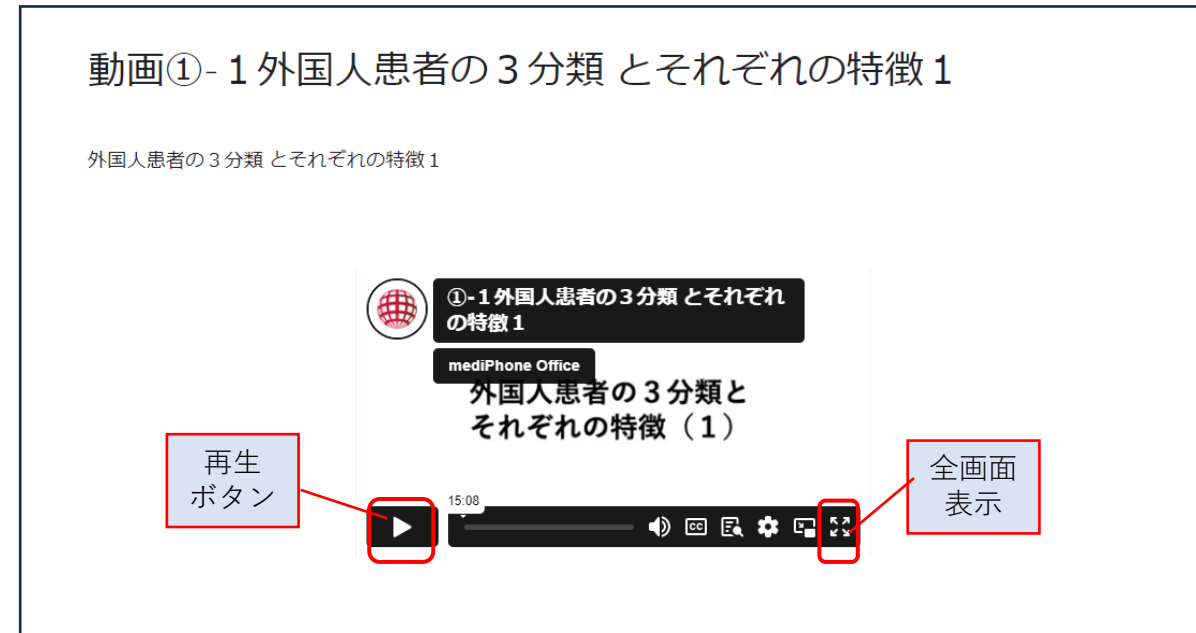 動画①-１外国人患者の３分類 とそれぞれの特徴１
外国人患者の３分類 とそれぞれの特徴１
①-１外国人患者の３分類 とそれぞれ
の特徴１
mediPhone Office
外国人患者の３分類と
それぞれの特徴（１）
再生
ボタン
全画面
表示
15:08
CC